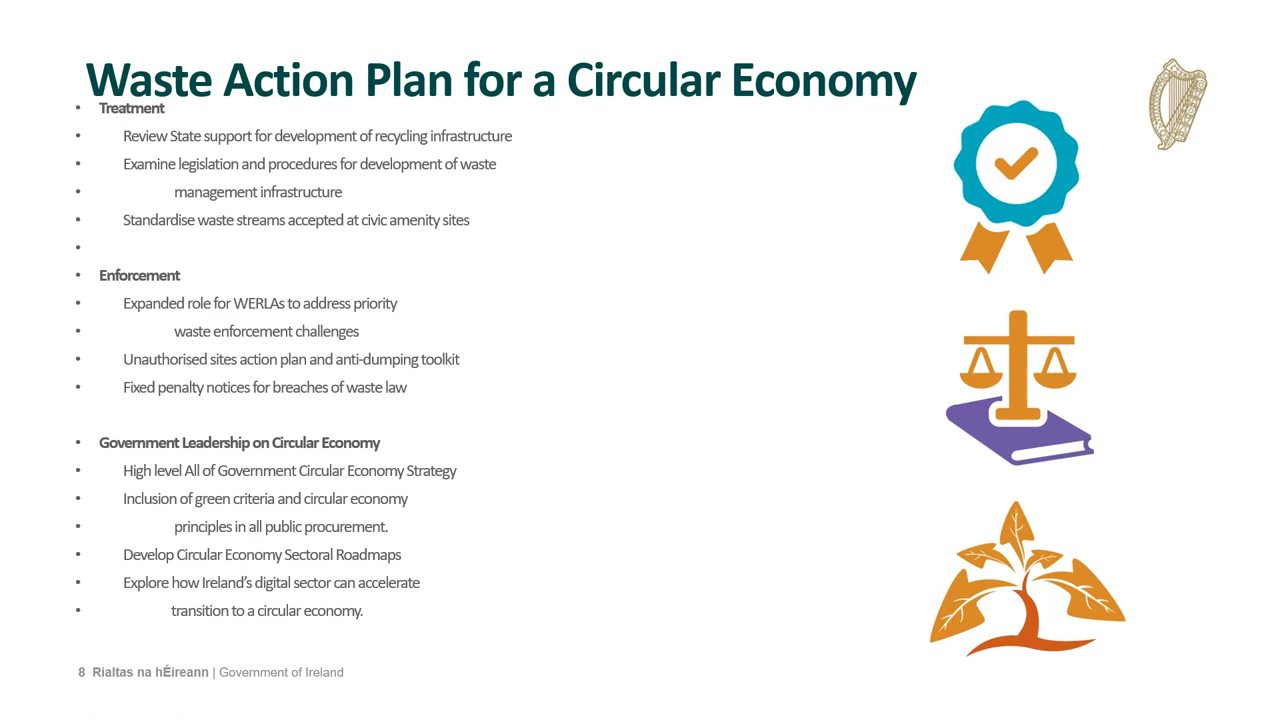 Waste Action Plan for a Circular Economy
• Treatment
• Review State support for development of recycling infrastructure
• Examine legislation and procedures for development of waste
• management infrastructure
• Standardise waste streams accepted at civic amenity sites
•
• Enforcement
• Expanded role for WERLAs to address priority
• waste enforcement challenges
• Unauthorised sites action plan and anti-dumping toolkit
• Fixed penalty notices for breaches of waste law
• Government Leadership on Circular Economy
• High level All of Government Circular Economy Strategy
• Inclusion of green criteria and circular economy
• principles in all public procurement.
• Develop Circular Economy Sectoral Roadmaps
• Explore how Ireland’s digital sector can accelerate
• transition to a circular economy.
8 Rialtas na hÉireann | Government of Ireland